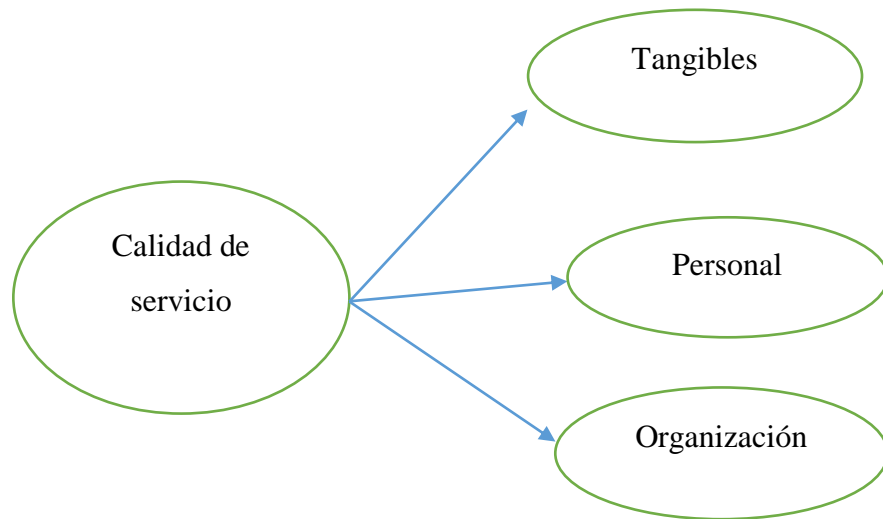 Tangibles
Calidad de
servicio
Personal
Organización